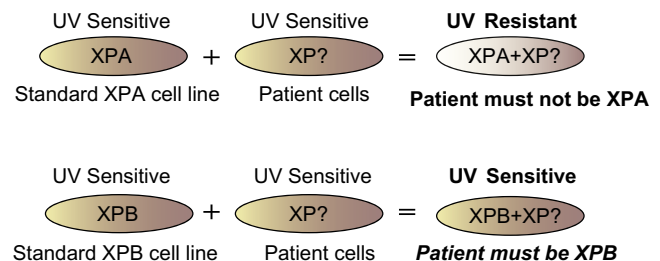 UV Sensitive UV Sensitive UV Resistant
XPA + XP? = XPA+XP?
Standard XPA cell line Patient cells Patient must not be XPA
UV Sensitive UV Sensitive UV Sensitive
XPB + XP? = XPB+XP?
Standard XPB cell line Patient cells Patient must be XPB